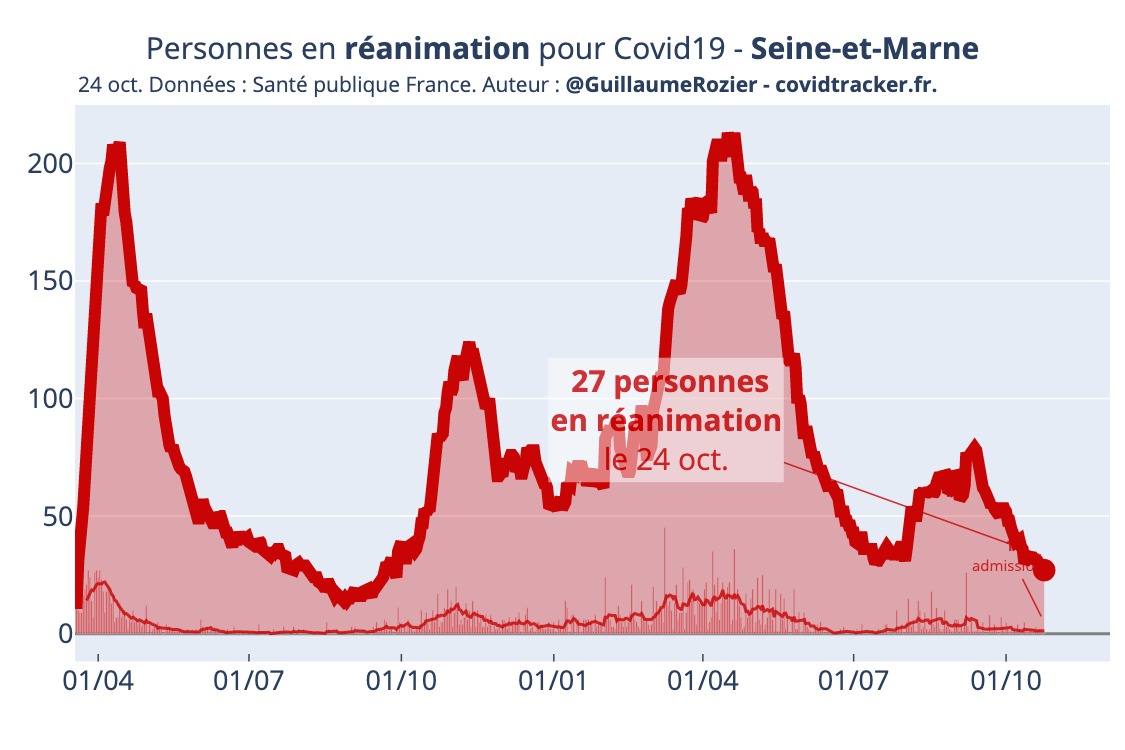 Personnes en réanimation pour Covid19 - Seine-et-Marne
24 oct. Données : Santé publique France. Auteur : @GuillaumeRozier - covidtracker.fr.
200
150
100
50
0
27 personnes
en réanimation
le 24 oct.
01/04
01/07
01/10
01/01
01/04
01/07
01/10